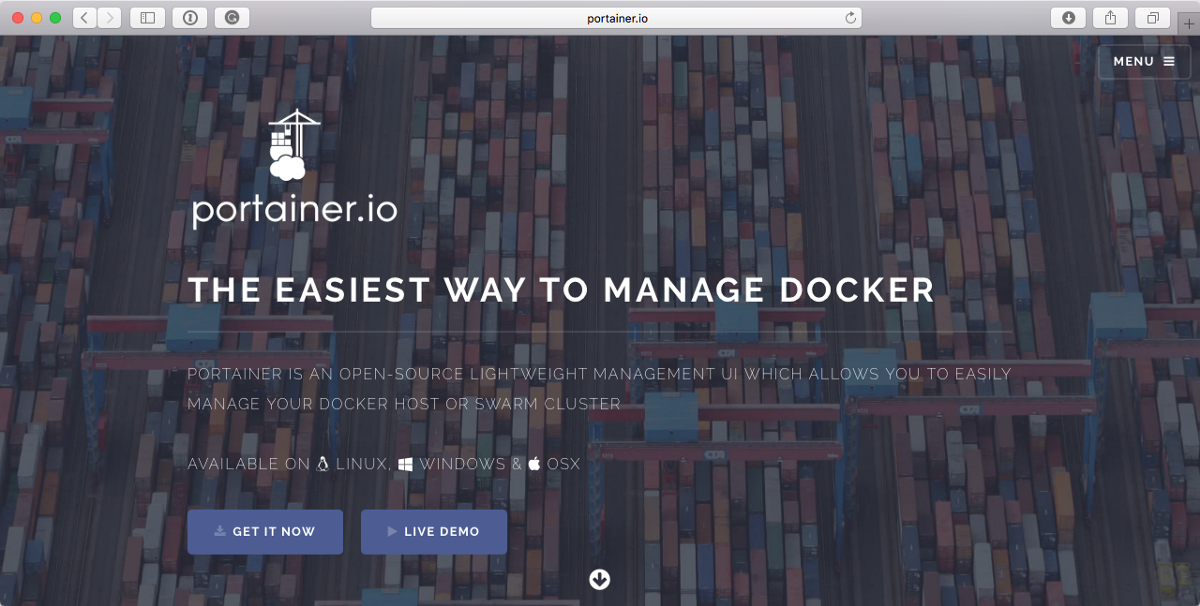 portainer.io
MENU
portainer.io
THE EASIEST WAY TO MANAGE DOCKER
PORTAINER IS AN OPEN-SOURCE LIGHTWEIGHT MANAGEMENT UI WHICH ALLOWS YOU TO EASILY
MANAGE YOUR DOCKER HOST OR SWARM CLUSTER
AVAILABLE ON LINUX, WINDOWS & OSX
GET IT NOW
LIVE DEMO